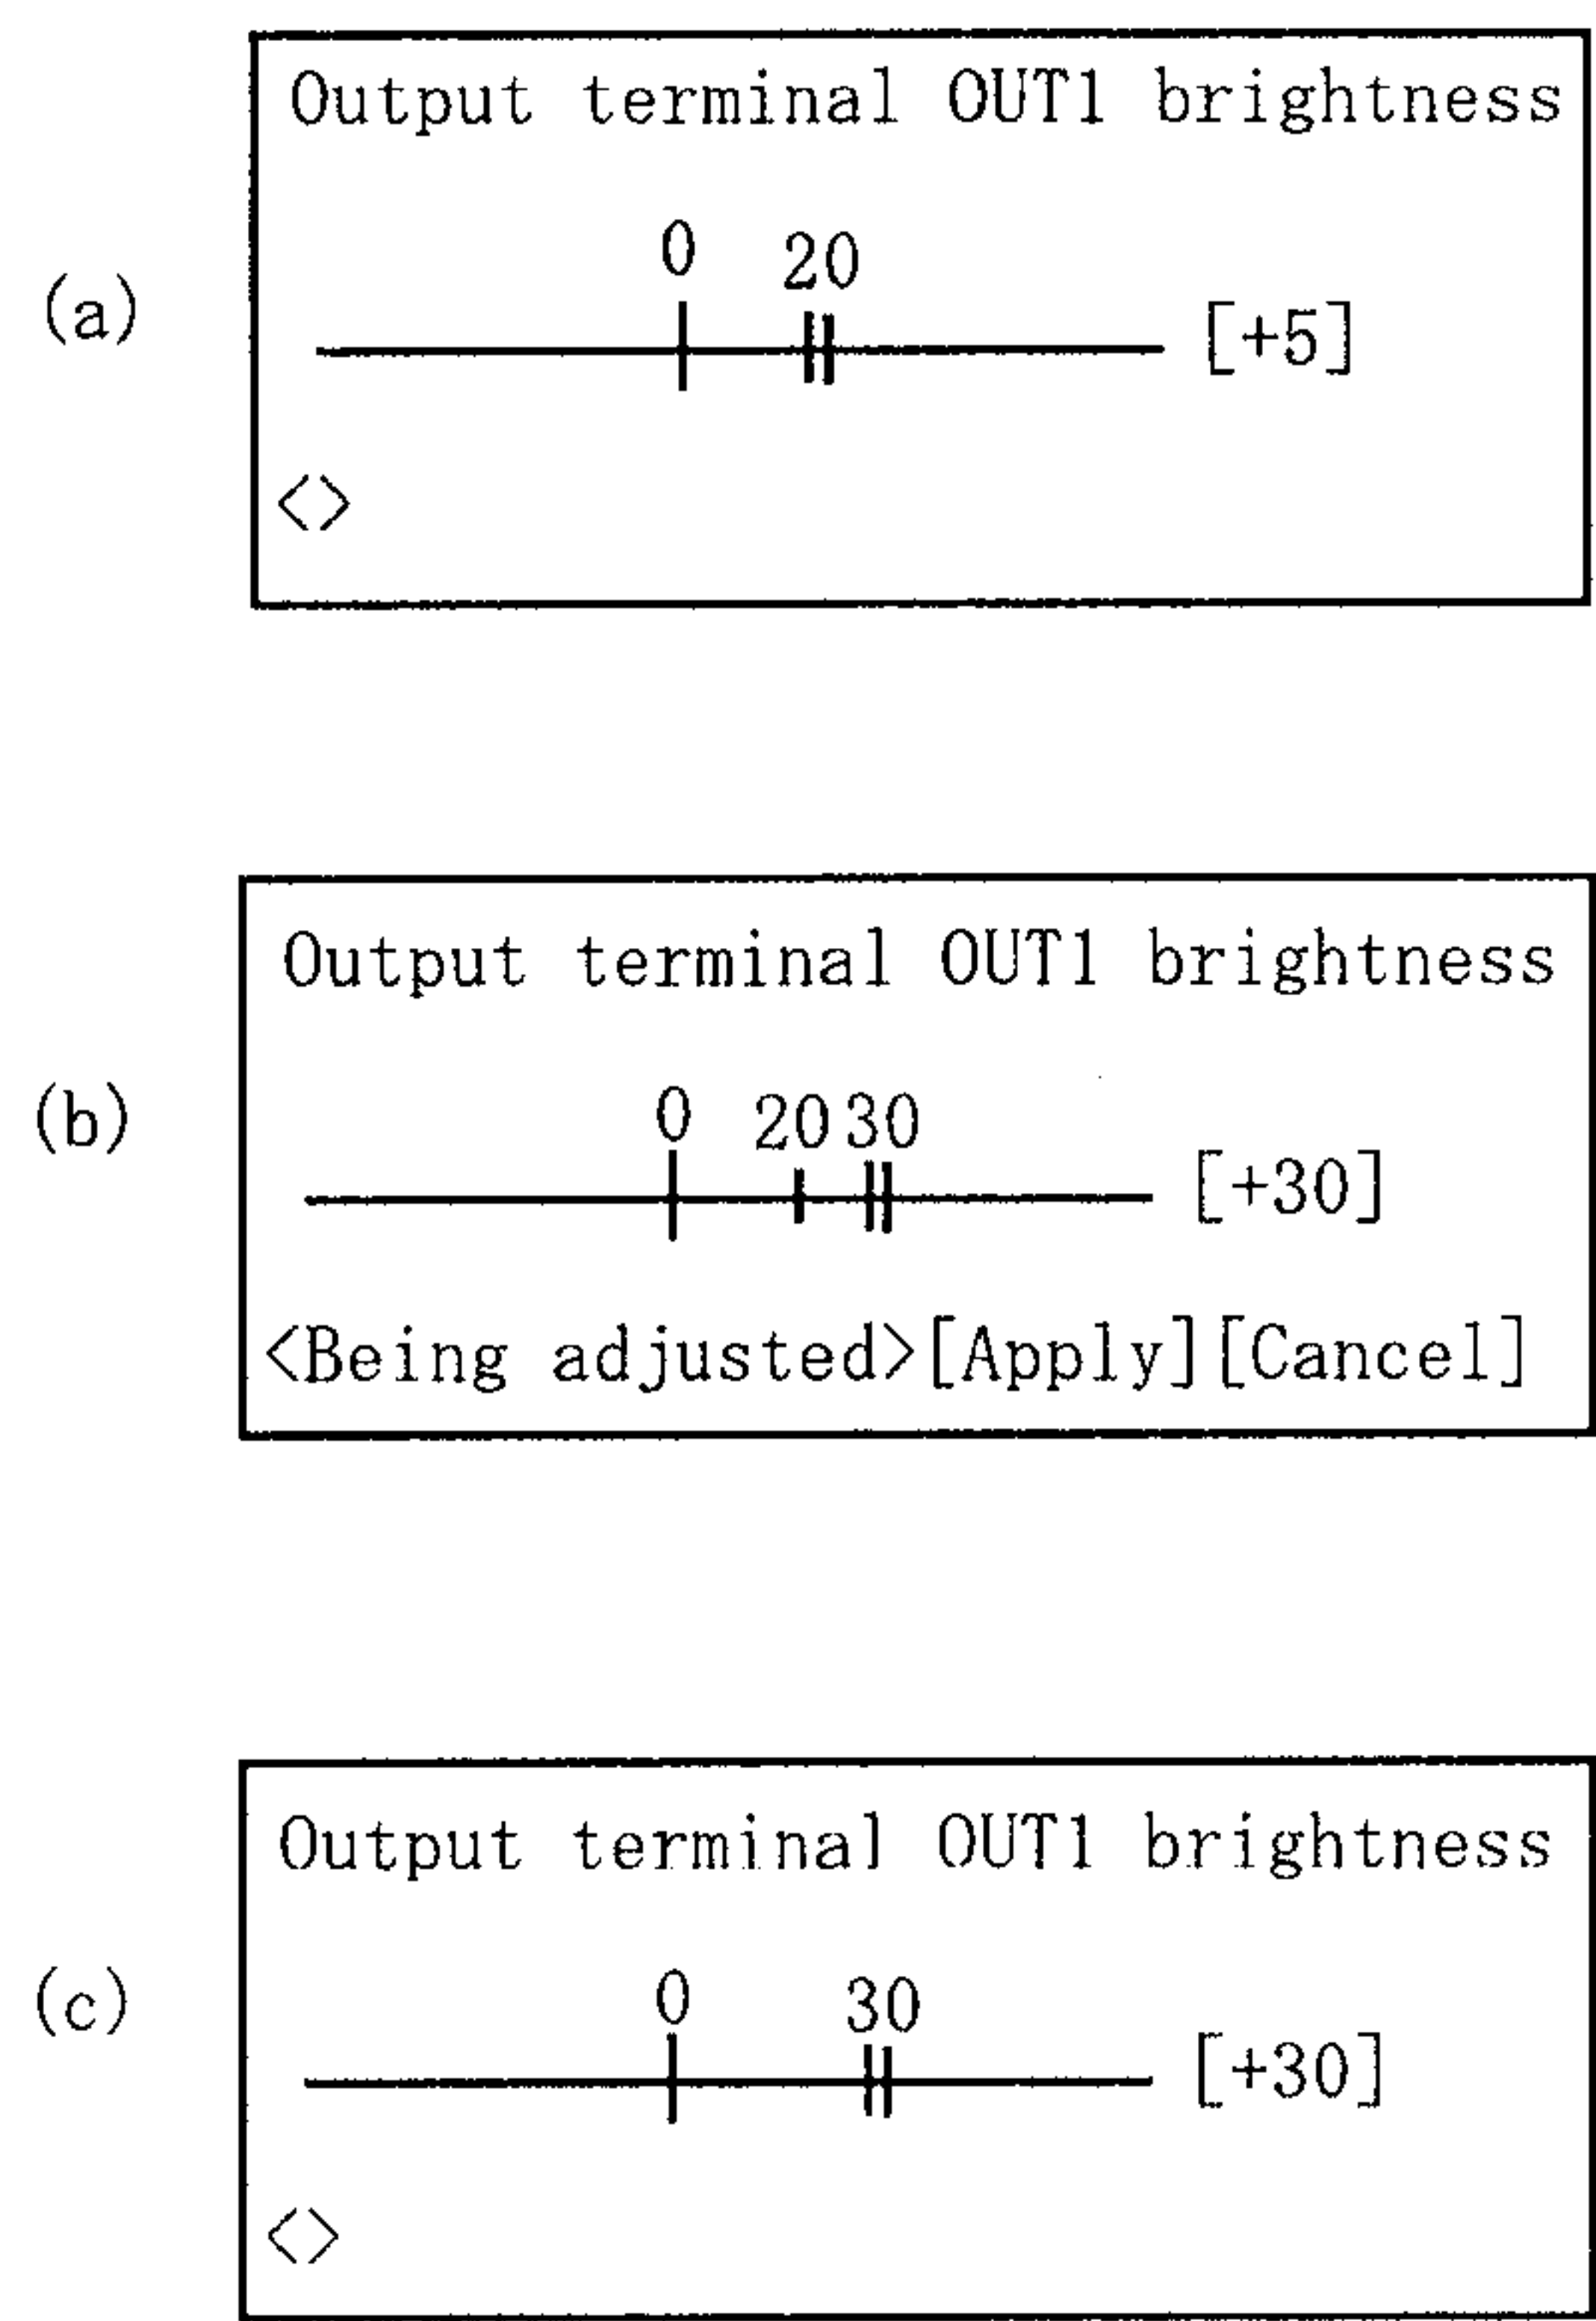 Output terminal OUT1 brightness
0 20
(a)
[+5]
<>
Output terminal OUT1 brightness
(b)
0 20 30
[+30]
<Being adjusted>[Apply][Cancel]
Output terminal OUT1 brightness
(c)
0 30
[+30]
<>